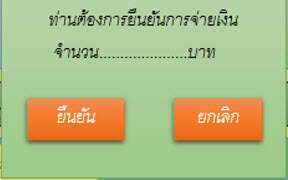 ท่านต้องการยืนยันการจ่ายเงิน
จำนวน.....................บาท
ยืนยัน ยกเลิก